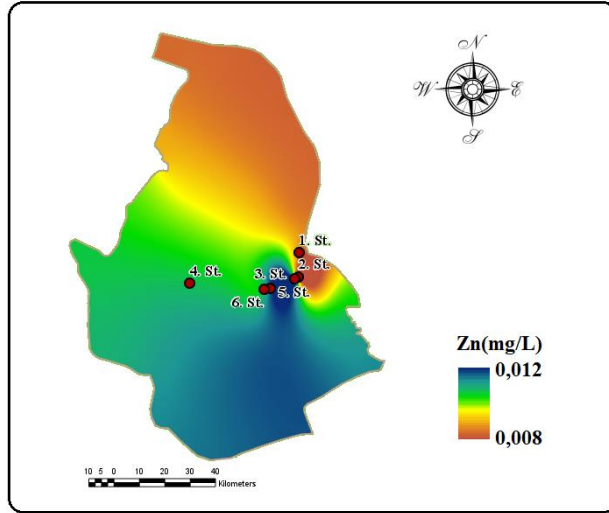 N
W
E
S
1. St.
2. St.
3. St.
4. St.
5. St.
6. St.
Zn(mg/L)
0,012
0,008
10 5 0 10 20 30 40
Kilometers